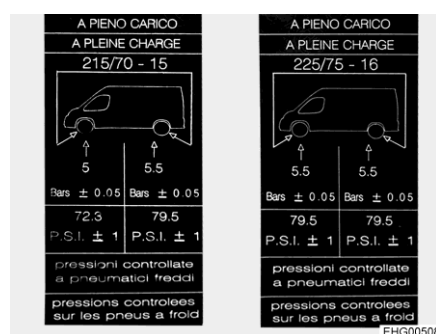 A PIENO CARICO
A PLEINE CHARGE
215/70 - 15
5 5.5
Bars ± 0.05 Bars ± 0.05
72.3 79.5
P.S.I. ± 1 P.S.I. ± 1
pressioni controllate
a pneumatici freddi
pressions controlees
sur les pneus a froid
A PIENO CARICO
A PLEINE CHARGE
225/75 - 16
5.5 5.5
Bars ± 0.05 Bars ± 0.05
79.5 79.5
P.S.I. ± 1 P.S.I. ± 1
pressioni controllate
a pneumatici freddi
pressions controlees
sur les pneus a froid